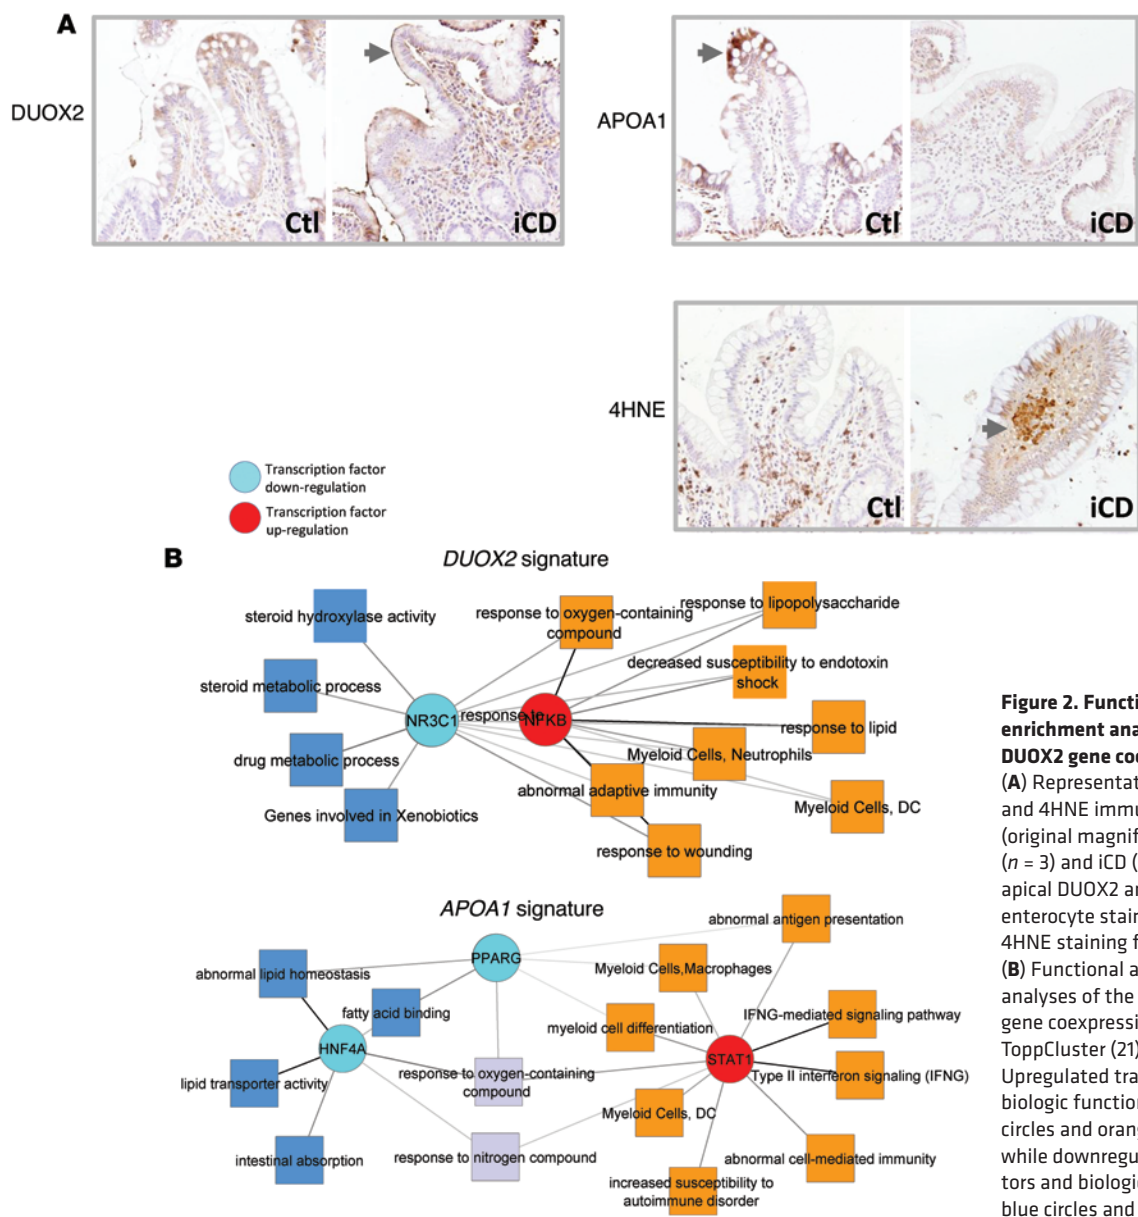 A
DUOX2
Ctl
iCD
APOA1
Ctl
iCD
4HNE
Ctl
iCD
Transcription factor
down-regulation
Transcription factor
up-regulation
B
DUOX2 signature
steroid hydroxylase activity
response to oxygen-containing
compound
response to lipopolysaccharide
steroid metabolic process
decreased susceptibility to endotoxin
shock
NR3C1
response to
NFKB
response to lipid
drug metabolic process
Myeloid Cells, Neutrophils
abnormal adaptive immunity
Genes involved in Xenobiotics
Myeloid Cells, DC
response to wounding
APOA1 signature
abnormal antigen presentation
PPARG
abnormal lipid homeostasis
Myeloid Cells,Macrophages
fatty acid binding
IFNG-mediated signaling pathway
myeloid cell differentiation
HNF4A
STAT1
lipid transporter activity
response to oxygen-containing
compound
Type II interferon signaling (IFNG)
Myeloid Cells, DC
intestinal absorption
response to nitrogen compound
abnormal cell-mediated immunity
increased susceptibility to
autoimmune disorder
Figure 2. Functi
enrichment ana
DUOX2 gene coe
(A) Representat
and 4HNE immu
(original magnif
(n = 3) and iCD (
apical DUOX2 an
enterocyte stain
4HNE staining f
(B) Functional a
analyses of the
gene coexpressi
ToppCluster (21)
Upregulated tra
biologic function
circles and oran
while downregu
tors and biologic
blue circles and